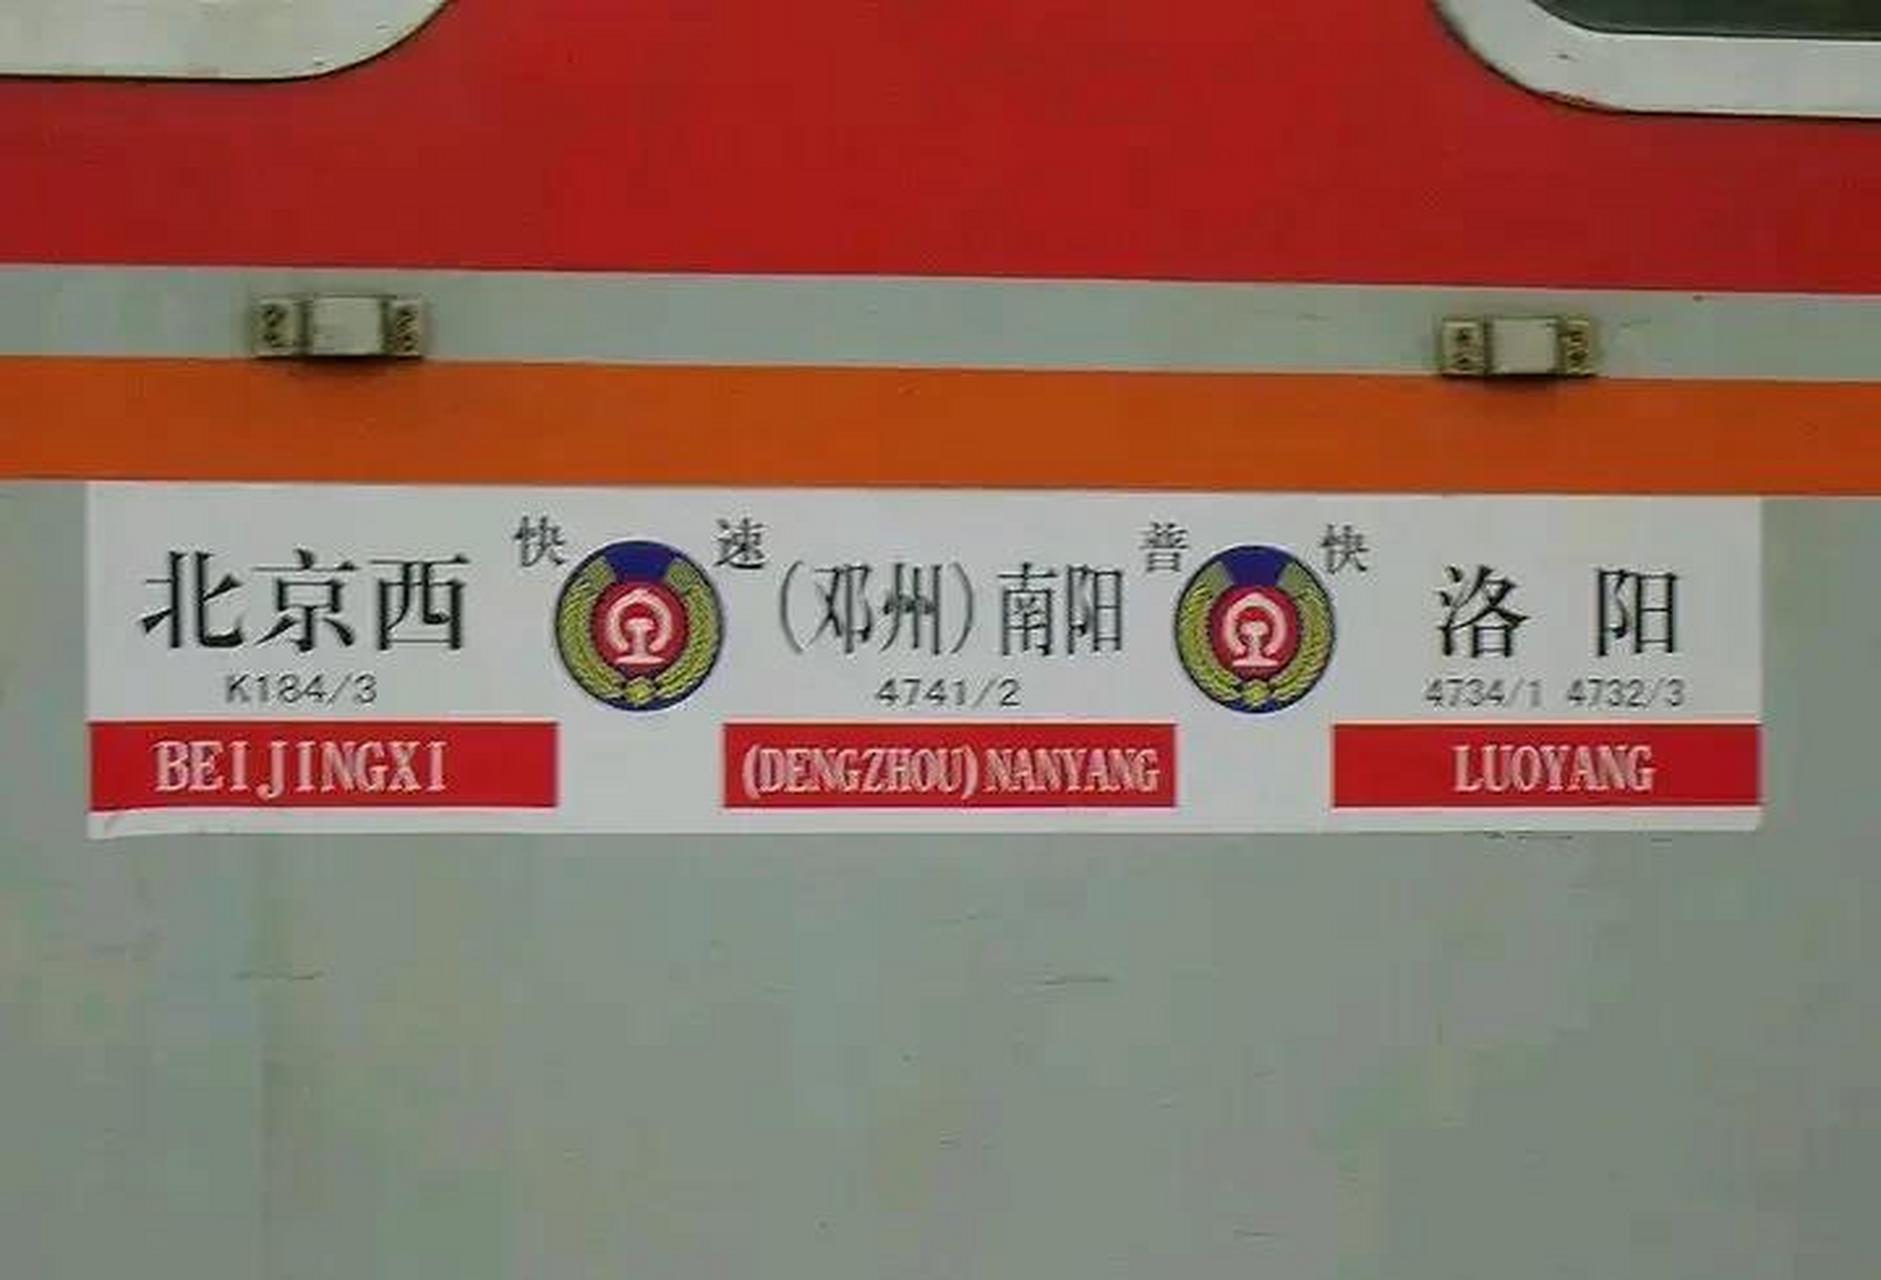 快 速 普 快
北京西 (邓州)南阳 洛 阳
K184/3 4741/2 4734/1 4732/3
BEIJINGXI (DENGZHOU)NANYANG LUOYANG